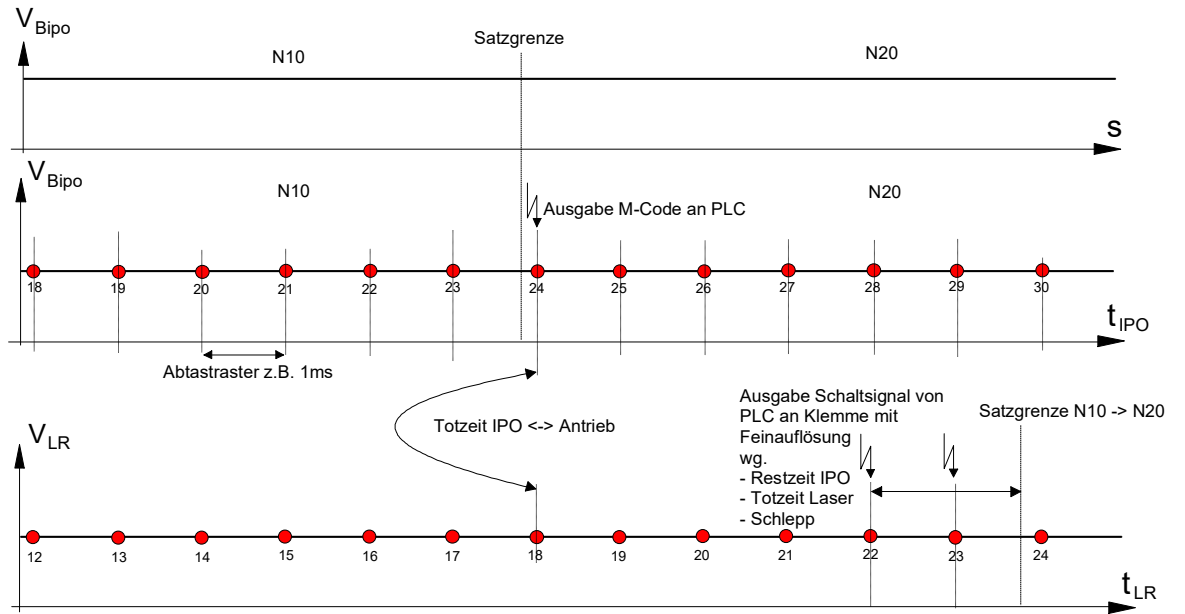 V Bipo
Satzgrenze
N10
N20
s
V Bipo
N10
N20
Ausgabe M-Code an PLC
18 19 20 21 22 23 24 25 26 27 28 29 30
t IPO
Abtastraster z.B. 1ms
Totzeit IPO <-> Antrieb
Ausgabe Schaltsignal von
PLC an Klemme mit
Feinauflösung
wg.
- Restzeit IPO
- Totzeit Laser
- Schlepp
Satzgrenze N10 -> N20
V LR
12 13 14 15 16 17 18 19 20 21 22 23 24
t LR